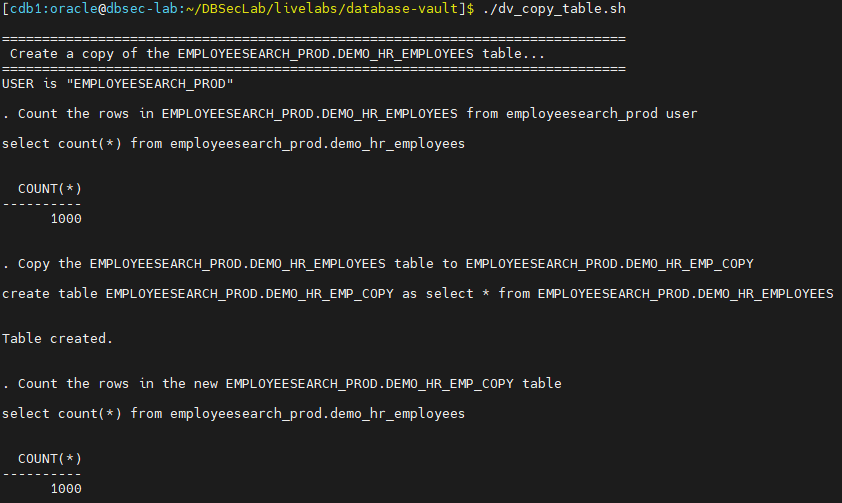 [cdb1:oracle@dbsec-lab:~/DBSecLab/livelabs/database-vault]$ ./dv_copy_table.sh
==============================================================================
 Create a copy of the EMPLOYEESEARCH_PROD.DEMO_HR_EMPLOYEES table...
==============================================================================
USER is "EMPLOYEESEARCH_PROD"
. Count the rows in EMPLOYEESEARCH_PROD.DEMO_HR_EMPLOYEES from employeesearch_prod user
select count(*) from employeesearch_prod.demo_hr_employees
  COUNT(*)
----------
      1000
. Copy the EMPLOYEESEARCH_PROD.DEMO_HR_EMPLOYEES table to EMPLOYEESEARCH_PROD.DEMO_HR_EMP_COPY
create table EMPLOYEESEARCH_PROD.DEMO_HR_EMP_COPY as select * from EMPLOYEESEARCH_PROD.DEMO_HR_EMPLOYEES
Table created.
. Count the rows in the new EMPLOYEESEARCH_PROD.DEMO_HR_EMP_COPY table
select count(*) from employeesearch_prod.demo_hr_employees
  COUNT(*)
----------
      1000